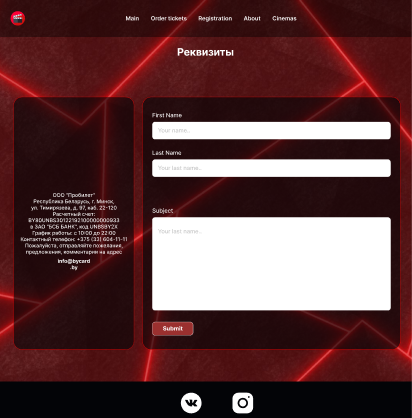 Main Order tickets Registration About Cinemas
Реквизиты
ООО "Пробилет"
Республика Беларусь, г. Минск,
ул. Тимирязева, д. 97, каб. 22-120
Расчетный счет:
в ЗАО "БСБ БАНК", код UNBSBY2X
График работы: с 10:00 до 22:00
Контактный телефон: +375 (33) 604-11-11
Пожалуйста, отправляйте пожелания,
предложения, комментарии на адрес
info@bycard
.by
First Name
Your name..
Last Name
Your last name..
Subject
Your last name..
Submit